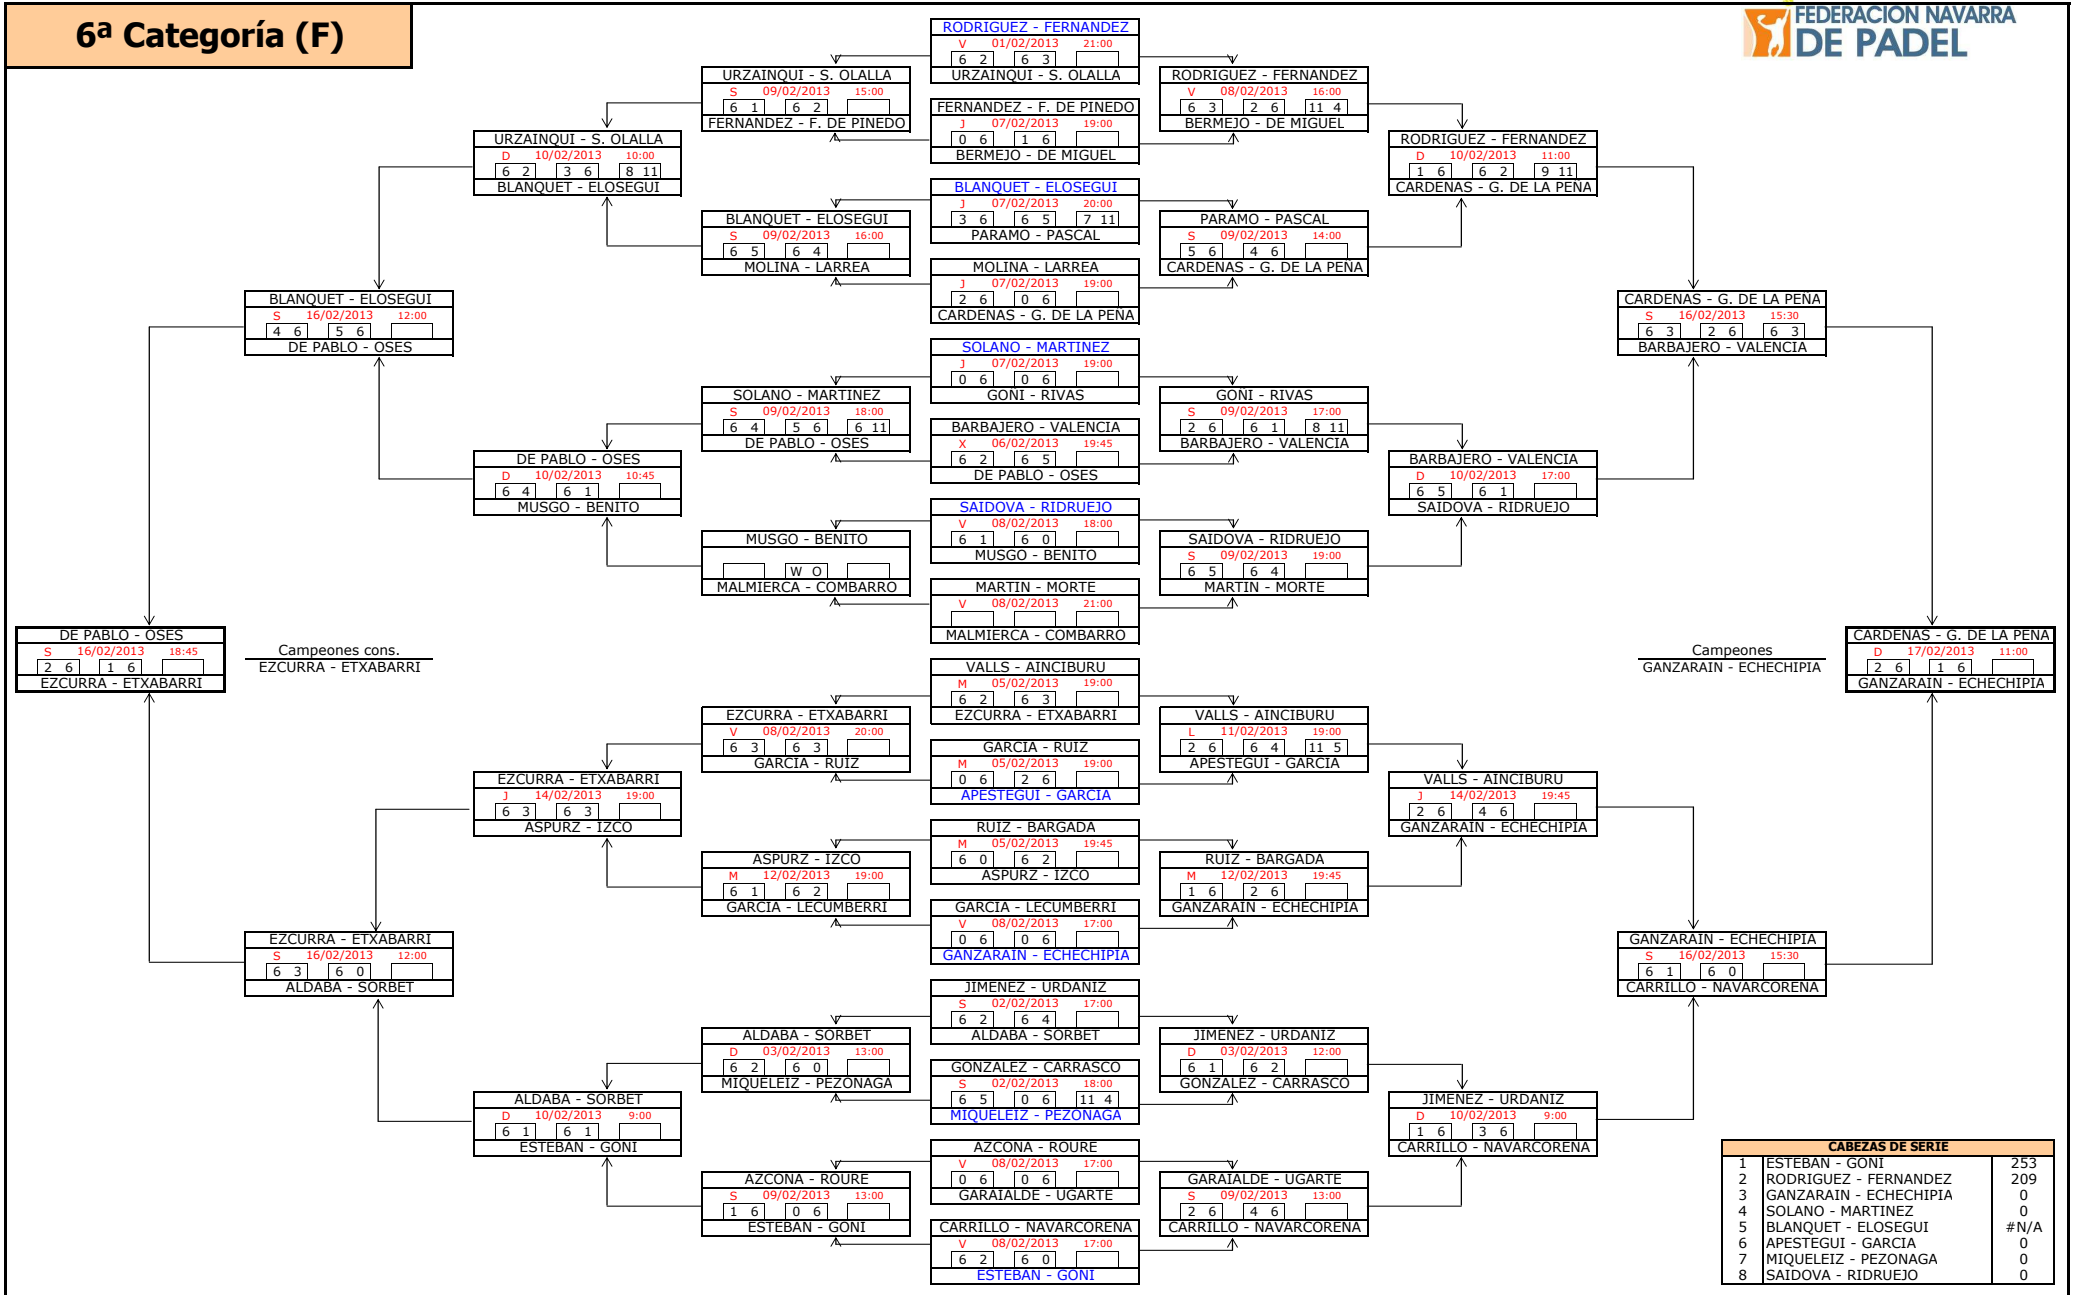 6ª Categoría (F)
FEDERACION NAVARRA
DE PADEL
RODRIGUEZ - FERNANDEZ
V 01/02/2013 21:00
6 2 6 3
URZAINQUI - S. OLALLA
FERNANDEZ - F. DE PINEDO
J 07/02/2013 19:00
0 6 1 6
BERMEJO - DE MIGUEL
BLANQUET - ELOSEGUI
J 07/02/2013 20:00
3 6 6 5 7 11
PARAMO - PASCAL
MOLINA - LARREA
J 07/02/2013 19:00
2 6 0 6
CARDENAS - G. DE LA PEÑA
SOLANO - MARTINEZ
J 07/02/2013 19:00
0 6 0 6
GOÑI - RIVAS
BARBAJERO - VALENCIA
X 06/02/2013 19:45
6 2 6 5
DE PABLO - OSES
SAIDOVA - RIDRUEJO
V 08/02/2013 18:00
6 1 6 0
MUSGO - BENITO
MARTIN - MORTE
V 08/02/2013 21:00
MALMIERCA - COMBARRO
VALLS - AINCIBURU
M 05/02/2013 19:00
6 2 6 3
EZCURRA - ETXABARRI
GARCIA - RUIZ
M 05/02/2013 19:00
0 6 2 6
APESTEGUI - GARCIA
RUIZ - BARGADA
M 05/02/2013 19:45
6 0 6 2
ASPURZ - IZCO
GARCIA - LECUMBERRI
V 08/02/2013 17:00
0 6 0 6
GANZARAIN - ECHECHIPIA
JIMENEZ - URDANIZ
S 02/02/2013 17:00
6 2 6 4
ALDABA - SORBET
GONZALEZ - CARRASCO
S 02/02/2013 18:00
6 5 0 6 11 4
MIQUELEIZ - PEZONAGA
AZCONA - ROURE
V 08/02/2013 17:00
0 6 0 6
GARAIALDE - UGARTE
CARRILLO - NAVARCORENA
V 08/02/2013 17:00
6 2 6 0
ESTEBAN - GOÑI
URZAINQUI - S. OLALLA
S 09/02/2013 15:00
6 1 6 2
FERNANDEZ - F. DE PINEDO
BLANQUET - ELOSEGUI
S 09/02/2013 16:00
6 5 6 4
MOLINA - LARREA
SOLANO - MARTINEZ
S 09/02/2013 18:00
6 4 5 6 6 11
DE PABLO - OSES
MUSGO - BENITO
W O
MALMIERCA - COMBARRO
EZCURRA - ETXABARRI
V 08/02/2013 20:00
6 3 6 3
GARCIA - RUIZ
ASPURZ - IZCO
M 12/02/2013 19:00
6 1 6 2
GARCIA - LECUMBERRI
ALDABA - SORBET
D 03/02/2013 13:00
6 2 6 0
MIQUELEIZ - PEZONAGA
AZCONA - ROURE
S 09/02/2013 13:00
1 6 0 6
ESTEBAN - GOÑI
URZAINQUI - S. OLALLA
D 10/02/2013 10:00
6 2 3 6 8 11
BLANQUET - ELOSEGUI
DE PABLO - OSES
D 10/02/2013 10:45
6 4 6 1
MUSGO - BENITO
EZCURRA - ETXABARRI
J 14/02/2013 19:00
6 3 6 3
ASPURZ - IZCO
ALDABA - SORBET
D 10/02/2013 9:00
6 1 6 1
ESTEBAN - GOÑI
BLANQUET - ELOSEGUI
S 16/02/2013 12:00
4 6 5 6
DE PABLO - OSES
EZCURRA - ETXABARRI
S 16/02/2013 12:00
6 3 6 0
ALDABA - SORBET
DE PABLO - OSES
S 16/02/2013 18:45
2 6 1 6
EZCURRA - ETXABARRI
Campeones cons.
EZCURRA - ETXABARRI
RODRIGUEZ - FERNANDEZ
V 08/02/2013 16:00
6 3 2 6 11 4
BERMEJO - DE MIGUEL
PARAMO - PASCAL
S 09/02/2013 14:00
5 6 4 6
CARDENAS - G. DE LA PEÑA
GOÑI - RIVAS
S 09/02/2013 17:00
2 6 6 1 8 11
BARBAJERO - VALENCIA
SAIDOVA - RIDRUEJO
S 09/02/2013 19:00
6 5 6 4
MARTIN - MORTE
VALLS - AINCIBURU
L 11/02/2013 19:00
2 6 6 4 11 5
APESTEGUI - GARCIA
RUIZ - BARGADA
M 12/02/2013 19:45
1 6 2 6
GANZARAIN - ECHECHIPIA
JIMENEZ - URDANIZ
D 03/02/2013 12:00
6 1 6 2
GONZALEZ - CARRASCO
GARAIALDE - UGARTE
S 09/02/2013 13:00
2 6 4 6
CARRILLO - NAVARCORENA
RODRIGUEZ - FERNANDEZ
D 10/02/2013 11:00
1 6 6 2 9 11
CARDENAS - G. DE LA PEÑA
BARBAJERO - VALENCIA
D 10/02/2013 17:00
6 5 6 1
SAIDOVA - RIDRUEJO
VALLS - AINCIBURU
J 14/02/2013 19:45
2 6 4 6
GANZARAIN - ECHECHIPIA
JIMENEZ - URDANIZ
D 10/02/2013 9:00
1 6 3 6
CARRILLO - NAVARCORENA
CARDENAS - G. DE LA PEÑA
S 16/02/2013 15:30
6 3 2 6 6 3
BARBAJERO - VALENCIA
GANZARAIN - ECHECHIPIA
S 16/02/2013 15:30
6 1 6 0
CARRILLO - NAVARCORENA
Campeones
GANZARAIN - ECHECHIPIA
CARDENAS - G. DE LA PEÑA
D 17/02/2013 11:00
2 6 1 6
GANZARAIN - ECHECHIPIA
CABEZAS DE SERIE
1 ESTEBAN - GOÑI 253
2 RODRIGUEZ - FERNANDEZ 209
3 GANZARAIN - ECHECHIPIA 0
4 SOLANO - MARTINEZ 0
5 BLANQUET - ELOSEGUI #N/A
6 APESTEGUI - GARCIA 0
7 MIQUELEIZ - PEZONAGA 0
8 SAIDOVA - RIDRUEJO 0